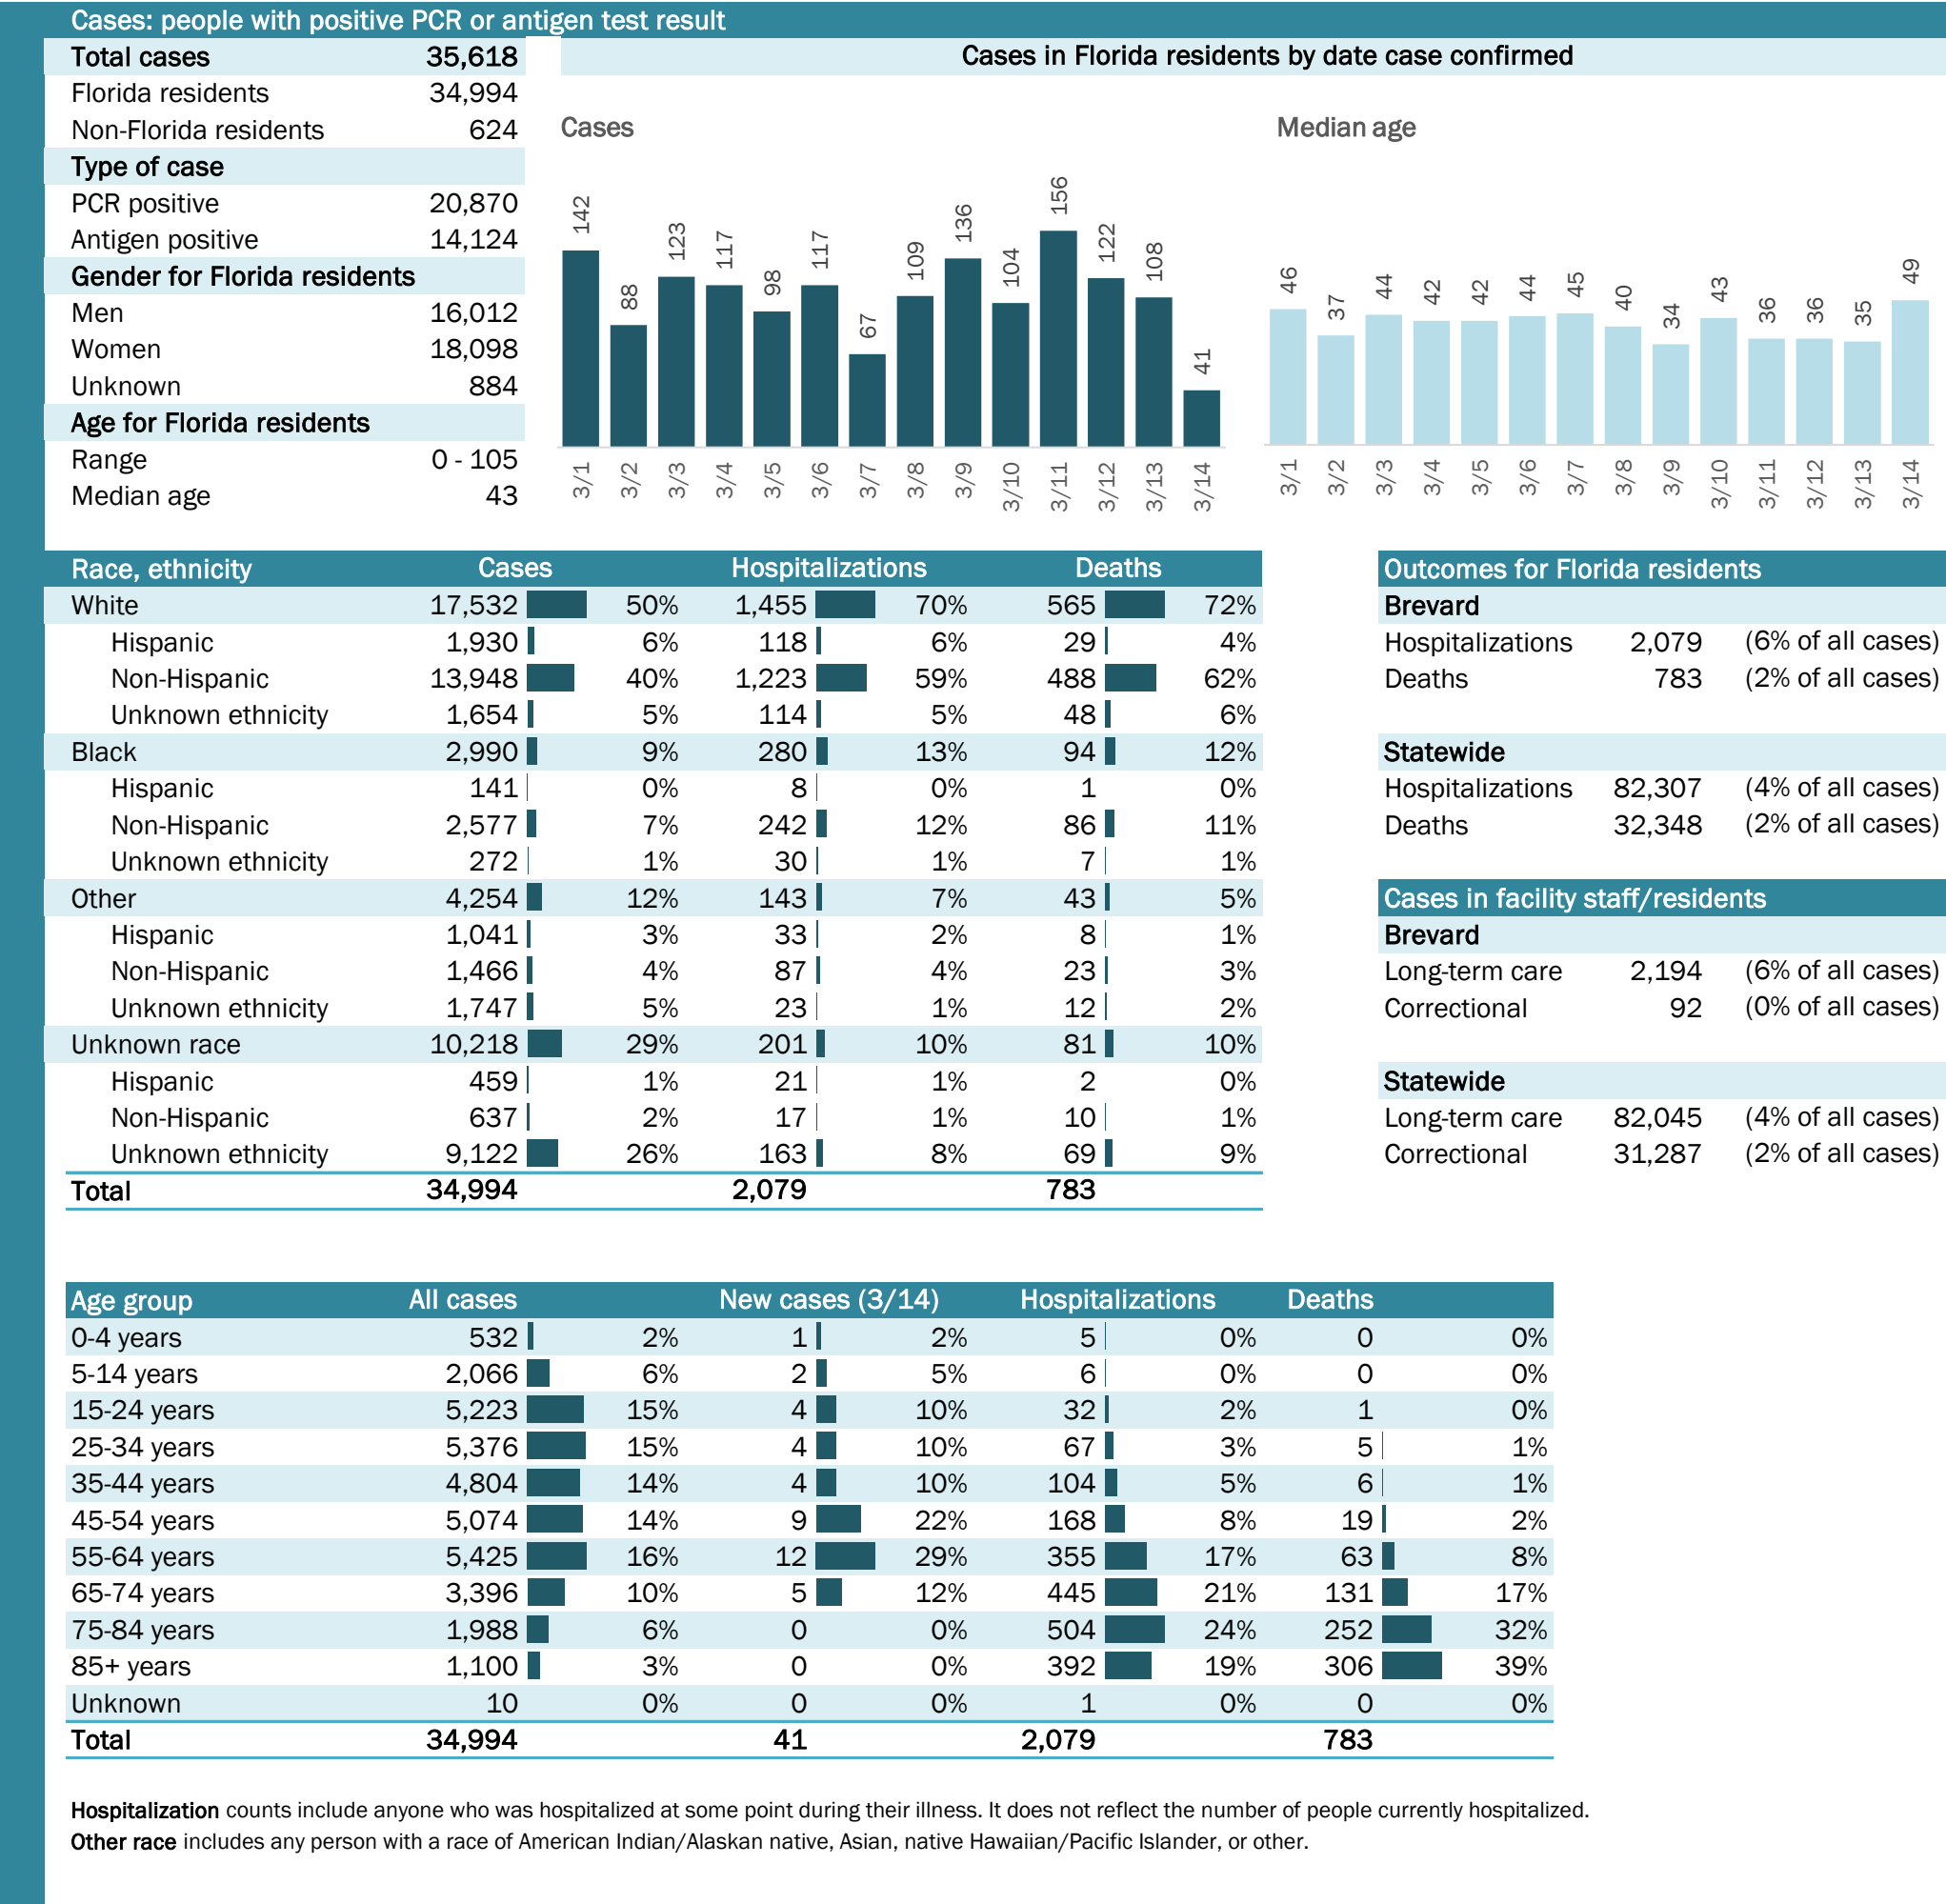 Cases: people with positive PCR or antigen test result
Total cases 35,618
Florida residents 34,994
Non-Florida residents 624
Type of case
PCR positive 20,870
Antigen positive 14,124
Gender for Florida residents
Men 16,012
Women 18,098
Unknown 884
Age for Florida residents
Range 0 - 105
Median age 43
Cases in Florida residents by date case confirmed
Cases
142 88 123 117 98 117 67 109 136 104 156 122 108 41
3/1 3/2 3/3 3/4 3/5 3/6 3/7 3/8 3/9 3/10 3/11 3/12 3/13 3/14
Median age
46 37 44 42 42 44 45 40 34 43 36 36 35 49
3/1 3/2 3/3 3/4 3/5 3/6 3/7 3/8 3/9 3/10 3/11 3/12 3/13 3/14
Race, ethnicity Cases Hospitalizations Deaths
White 17,532 50% 1,455 70% 565 72%
Hispanic 1,930 6% 118 6% 29 4%
Non-Hispanic 13,948 40% 1,223 59% 488 62%
Unknown ethnicity 1,654 5% 114 5% 48 6%
Black 2,990 9% 280 13% 94 12%
Hispanic 141 0% 8 0% 1 0%
Non-Hispanic 2,577 7% 242 12% 86 11%
Unknown ethnicity 272 1% 30 1% 7 1%
Other 4,254 12% 143 7% 43 5%
Hispanic 1,041 3% 33 2% 8 1%
Non-Hispanic 1,466 4% 87 4% 23 3%
Unknown ethnicity 1,747 5% 23 1% 12 2%
Unknown race 10,218 29% 201 10% 81 10%
Hispanic 459 1% 21 1% 2 0%
Non-Hispanic 637 2% 17 1% 10 1%
Unknown ethnicity 9,122 26% 163 8% 69 9%
Total 34,994 2,079 783
Outcomes for Florida residents
Brevard
Hospitalizations 2,079 (6% of all cases)
Deaths 783 (2% of all cases)
Statewide
Hospitalizations 82,307 (4% of all cases)
Deaths 32,348 (2% of all cases)
Cases in facility staff/residents
Brevard
Long-term care 2,194 (6% of all cases)
Correctional 92 (0% of all cases)
Statewide
Long-term care 82,045 (4% of all cases)
Correctional 31,287 (2% of all cases)
Age group All cases New cases (3/14) Hospitalizations Deaths
0-4 years 532 2% 1 2% 5 0% 0 0%
5-14 years 2,066 6% 2 5% 6 0% 0 0%
15-24 years 5,223 15% 4 10% 32 2% 1 0%
25-34 years 5,376 15% 4 10% 67 3% 5 1%
35-44 years 4,804 14% 4 10% 104 5% 6 1%
45-54 years 5,074 14% 9 22% 168 8% 19 2%
55-64 years 5,425 16% 12 29% 355 17% 63 8%
65-74 years 3,396 10% 5 12% 445 21% 131 17%
75-84 years 1,988 6% 0 0% 504 24% 252 32%
85+ years 1,100 3% 0 0% 392 19% 306 39%
Unknown 10 0% 0 0% 1 0% 0 0%
Total 34,994 41 2,079 783
Hospitalization counts include anyone who was hospitalized at some point during their illness. It does not reflect the number of people currently hospitalized.
Other race includes any person with a race of American Indian/Alaskan native, Asian, native Hawaiian/Pacific Islander, or other.